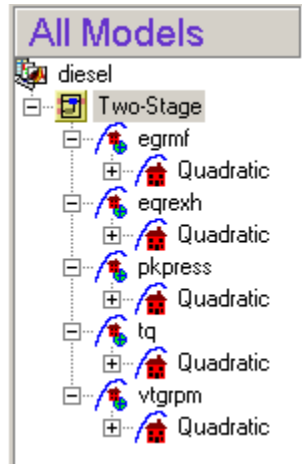 All Models
diesel
Two-Stage
egrmf
Quadratic
eqrexh
Quadratic
pkpress
Quadratic
tq
Quadratic
vtgrpm
Quadratic